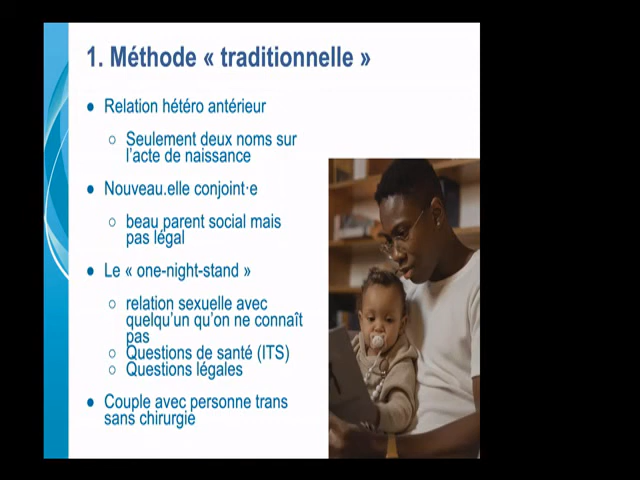 1. Méthode « traditionnelle »
● Relation hétéro antérieur
○ Seulement deux noms sur
l'acte de naissance
● Nouveau.elle conjoint·e
○ beau parent social mais
pas légal
● Le « one-night-stand »
○ relation sexuelle avec
quelqu'un qu'on ne connaît
pas
○ Questions de santé (ITS)
○ Questions légales
● Couple avec personne trans
sans chirurgie